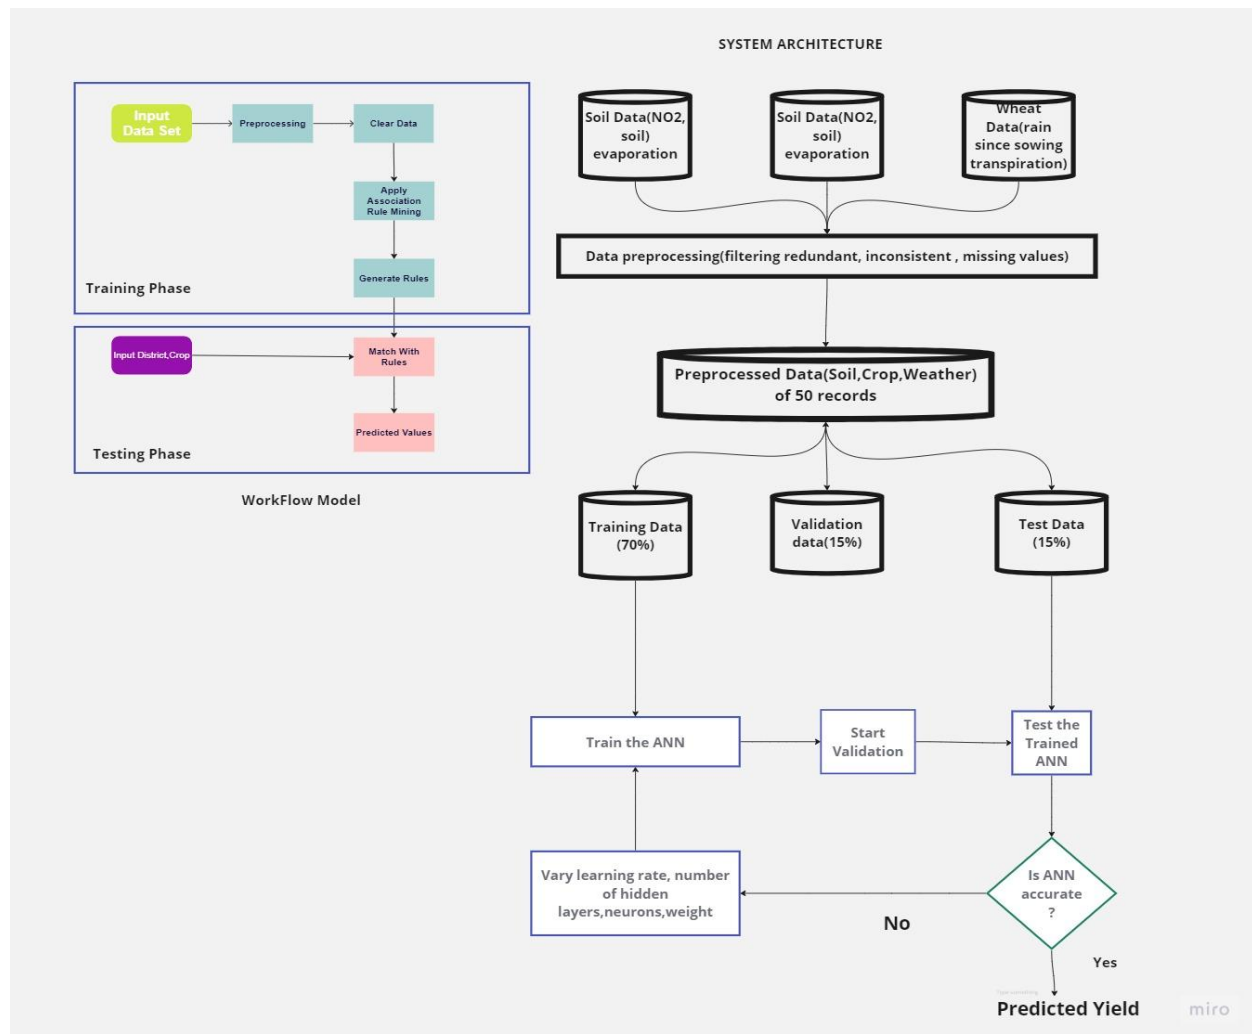 SYSTEM ARCHITECTURE
Input
Data Set
Preprocessing
Clear Data
Apply
Association
Rule Mining
Generate Rules
Training Phase
Input District,Crop
Match With
Rules
Predicted Values
Testing Phase
WorkFlow Model
Soil Data(NO2,
soil)
evaporation
Soil Data(NO2,
soil)
evaporation
Wheat
Data(rain
since sowing
transpiration)
Data preprocessing(filtering redundant, inconsistent , missing values)
Preprocessed Data(Soil,Crop,Weather)
of 50 records
Training Data
(70%)
Validation
data(15%)
Test Data
(15%)
Train the ANN
Start
Validation
Test the
Trained
ANN
Vary learning rate, number
of hidden
layers,neurons,weight
Is ANN
accurate
?
No
Yes
Predicted Yield
miro